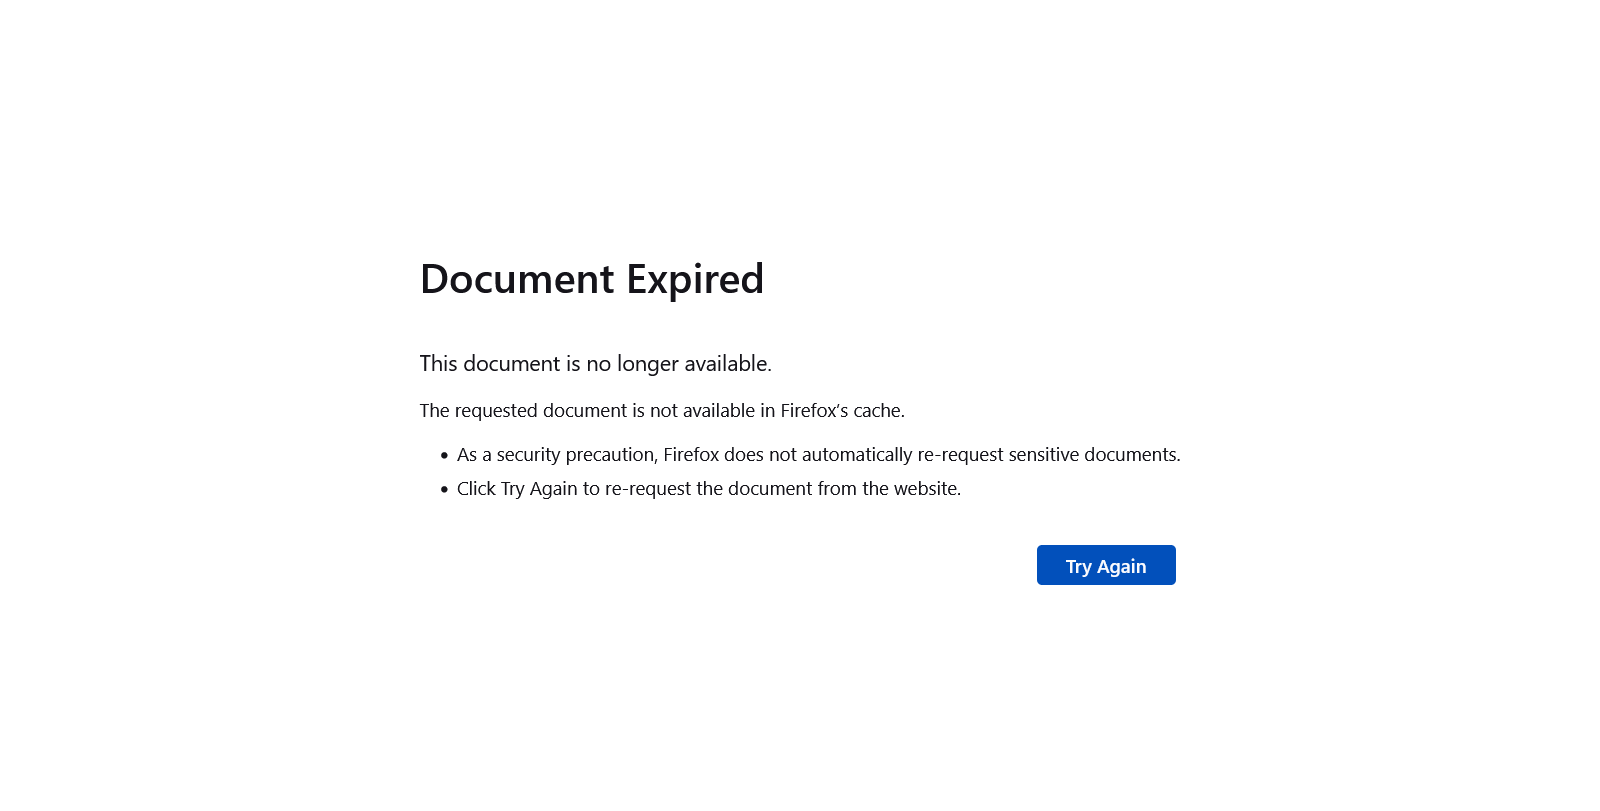 Document Expired
This document is no longer available.
The requested document is not available in Firefox’s cache.
• As a security precaution, Firefox does not automatically re-request sensitive documents.
• Click Try Again to re-request the document from the website.
Try Again